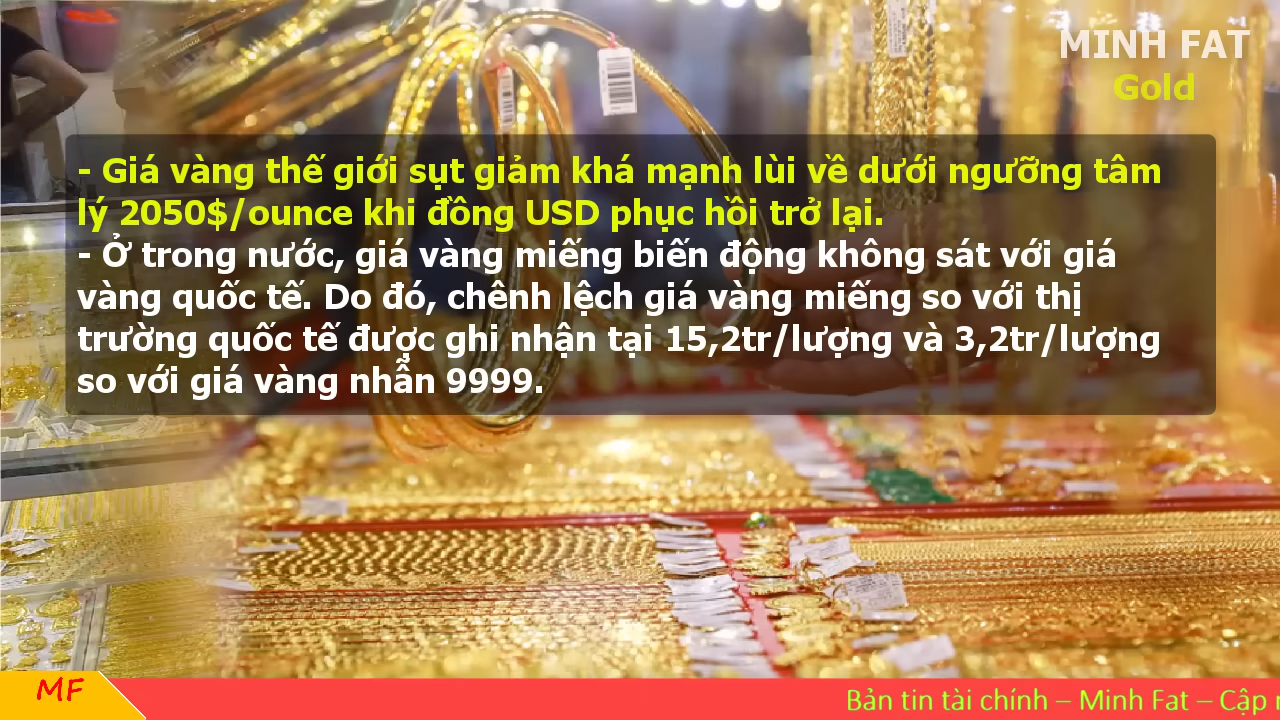 MINH FAT
Gold
- Giá vàng thế giới sụt giảm khá mạnh lùi về dưới ngưỡng tâm
lý 2050$/ounce khi đồng USD phục hồi trở lại.
- Ở trong nước, giá vàng miếng biến động không sát với giá
vàng quốc tế. Do đó, chênh lệch giá vàng miếng so với thị
trường quốc tế được ghi nhận tại 15,2tr/lượng và 3,2tr/lượng
so với giá vàng nhẫn 9999.
MF
Bản tin tài chính – Minh Fat – Cập